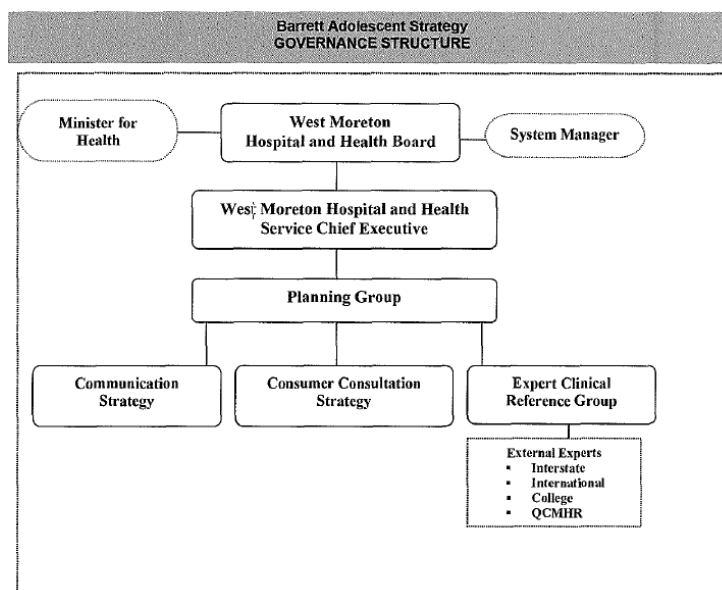 Barrett Adolescent Strategy
GOVERNANCE STRUCTURE
Minister for
Health
West Moreton
Hospital and Health Board
System Manager
West Moreton Hospital and Health
Service Chief Executive
Planning Group
Communication
Strategy
Consumer Consultation
Strategy
Expert Clinical
Reference Group
External Experts
▪ Interstate
▪ International
▪ College
▪ QCMHR